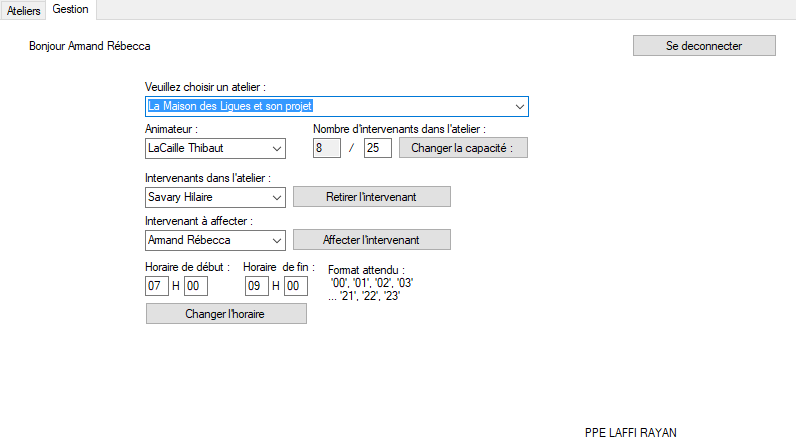 Ateliers Gestion
Bonjour Armand Rébecca Se deconnecter
Veuillez choisir un atelier :
La Maison des Ligues et son projet
Animateur : Nombre d'intervenants dans l'atelier :
LaCaille Thibaut 8 / 25 Changer la capacité :
Intervenants dans l'atelier :
Savary Hilaire Retirer l'intervenant
Intervenant à affecter :
Armand Rébecca Affecter l'intervenant
Horaire de début : Horaire de fin : Format attendu :
07 H 00 09 H 00 '00', '01', '02', '03'
... '21', '22', '23'
Changer l'horaire
PPE LAFFI RAYAN